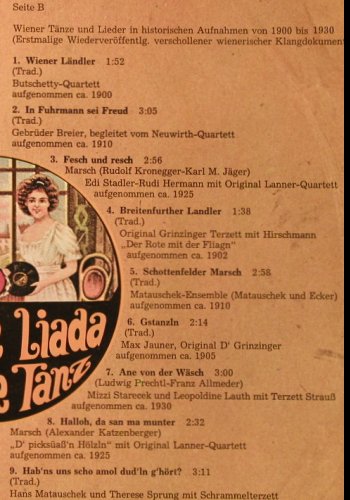 Seite B
Wiener Tänze und Lieder in historischen Aufnahmen von 1900 bis 1930
(Erstmalige Wiederveröffentlg. verschollener wienerischer Klangdokument
1. Wiener Ländler 1:52
(Trad.)
Butschetty-Quartett
aufgenommen ca. 1900
2. In Fuhrmann sei Freud 3:05
(Trad.)
Gebrüder Breier, begleitet vom Neuwirth-Quartett
aufgenommen ca. 1910
3. Fesch und resch 2:56
Marsch (Rudolf Kronegger-Karl M. Jäger)
Edi Stadler-Rudi Hermann mit Original Lanner-Quartett
aufgenommen ca. 1925
4. Breitenfurther Landler 1:38
(Trad.)
Original Grinzinger Terzett mit Hirschmann
„Der Rote mit der Fliagn"
aufgenommen ca. 1902
5. Schottenfelder Marsch 2:58
(Trad.)
Matauschek-Ensemble (Matauschek und Ecker)
aufgenommen ca. 1910
6. Gstanzln 2:14
(Trad.)
Max Jauner, Original D' Grinzinger
aufgenommen ca. 1905
Liada
Tanz
7. Ane von der Wäsch 3:00
(Ludwig Prechtl-Franz Allmeder)
Mizzi Starecek und Leopoldine Lauth mit Terzett Strauß
aufgenommen ca. 1930
8. Halloh, da san ma munter 2:32
Marsch (Alexander Katzenberger)
„D' picksüaß'n Hölzln" mit Original Lanner-Quartett
aufgenommen ca. 1925
9. Hab'ns uns scho amol dud'ln g'hört? 3:11
(Trad.)
Hans Matauschek und Therese Sprung mit Schrammelterzett